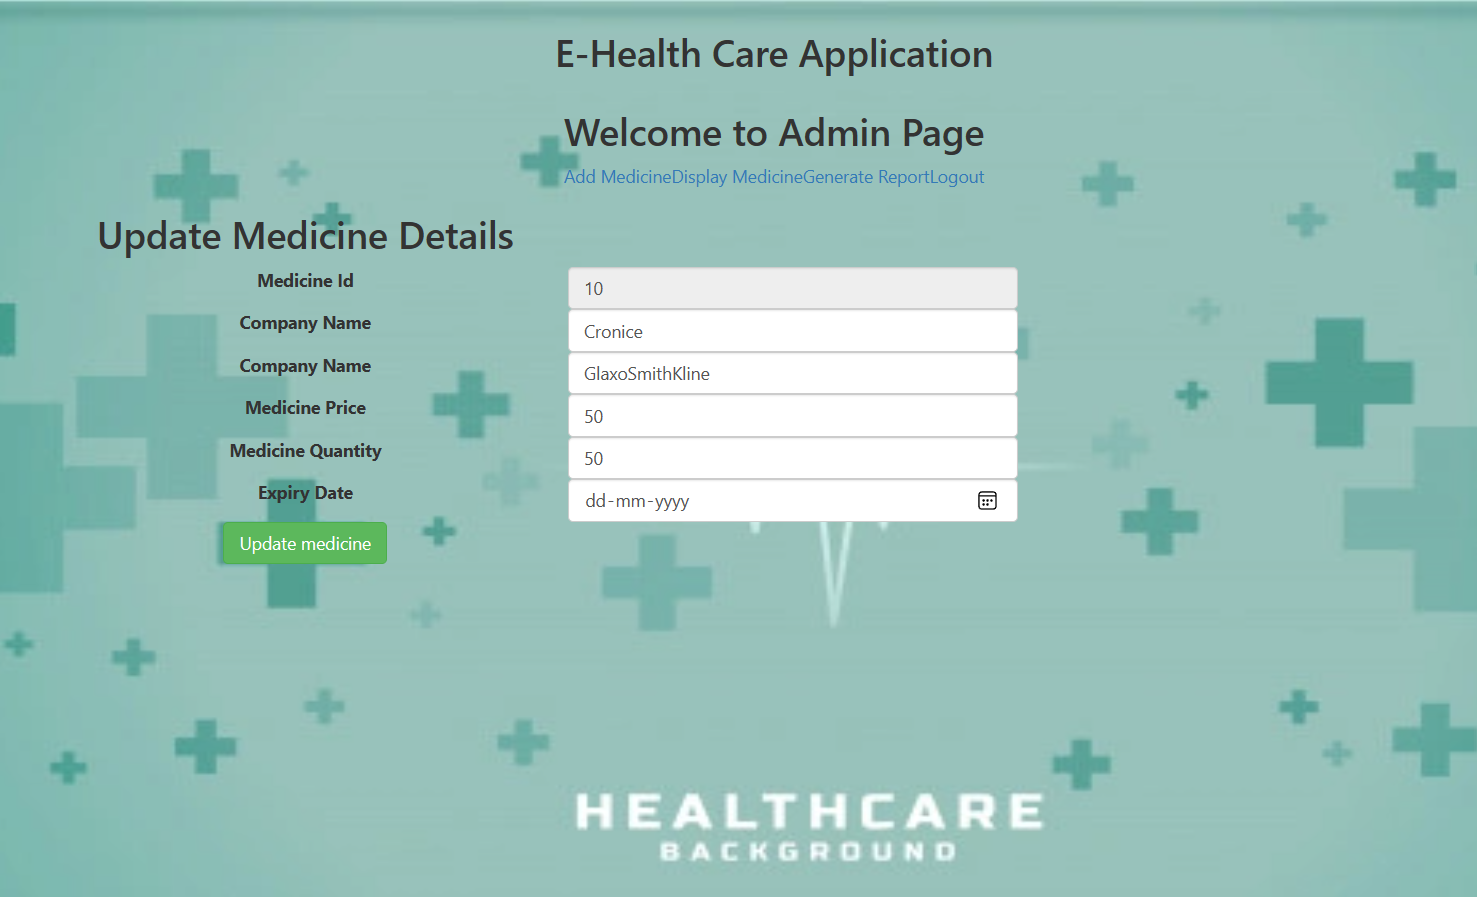 E-Health Care Application
Welcome to Admin Page
Add MedicineDisplay MedicineGenerate ReportLogout
Update Medicine Details
Medicine Id 10
Company Name Cronice
Company Name GlaxoSmithKline
Medicine Price 50
Medicine Quantity 50
Expiry Date dd-mm-yyyy
Update medicine
HEALTHCARE
BACKGROUND